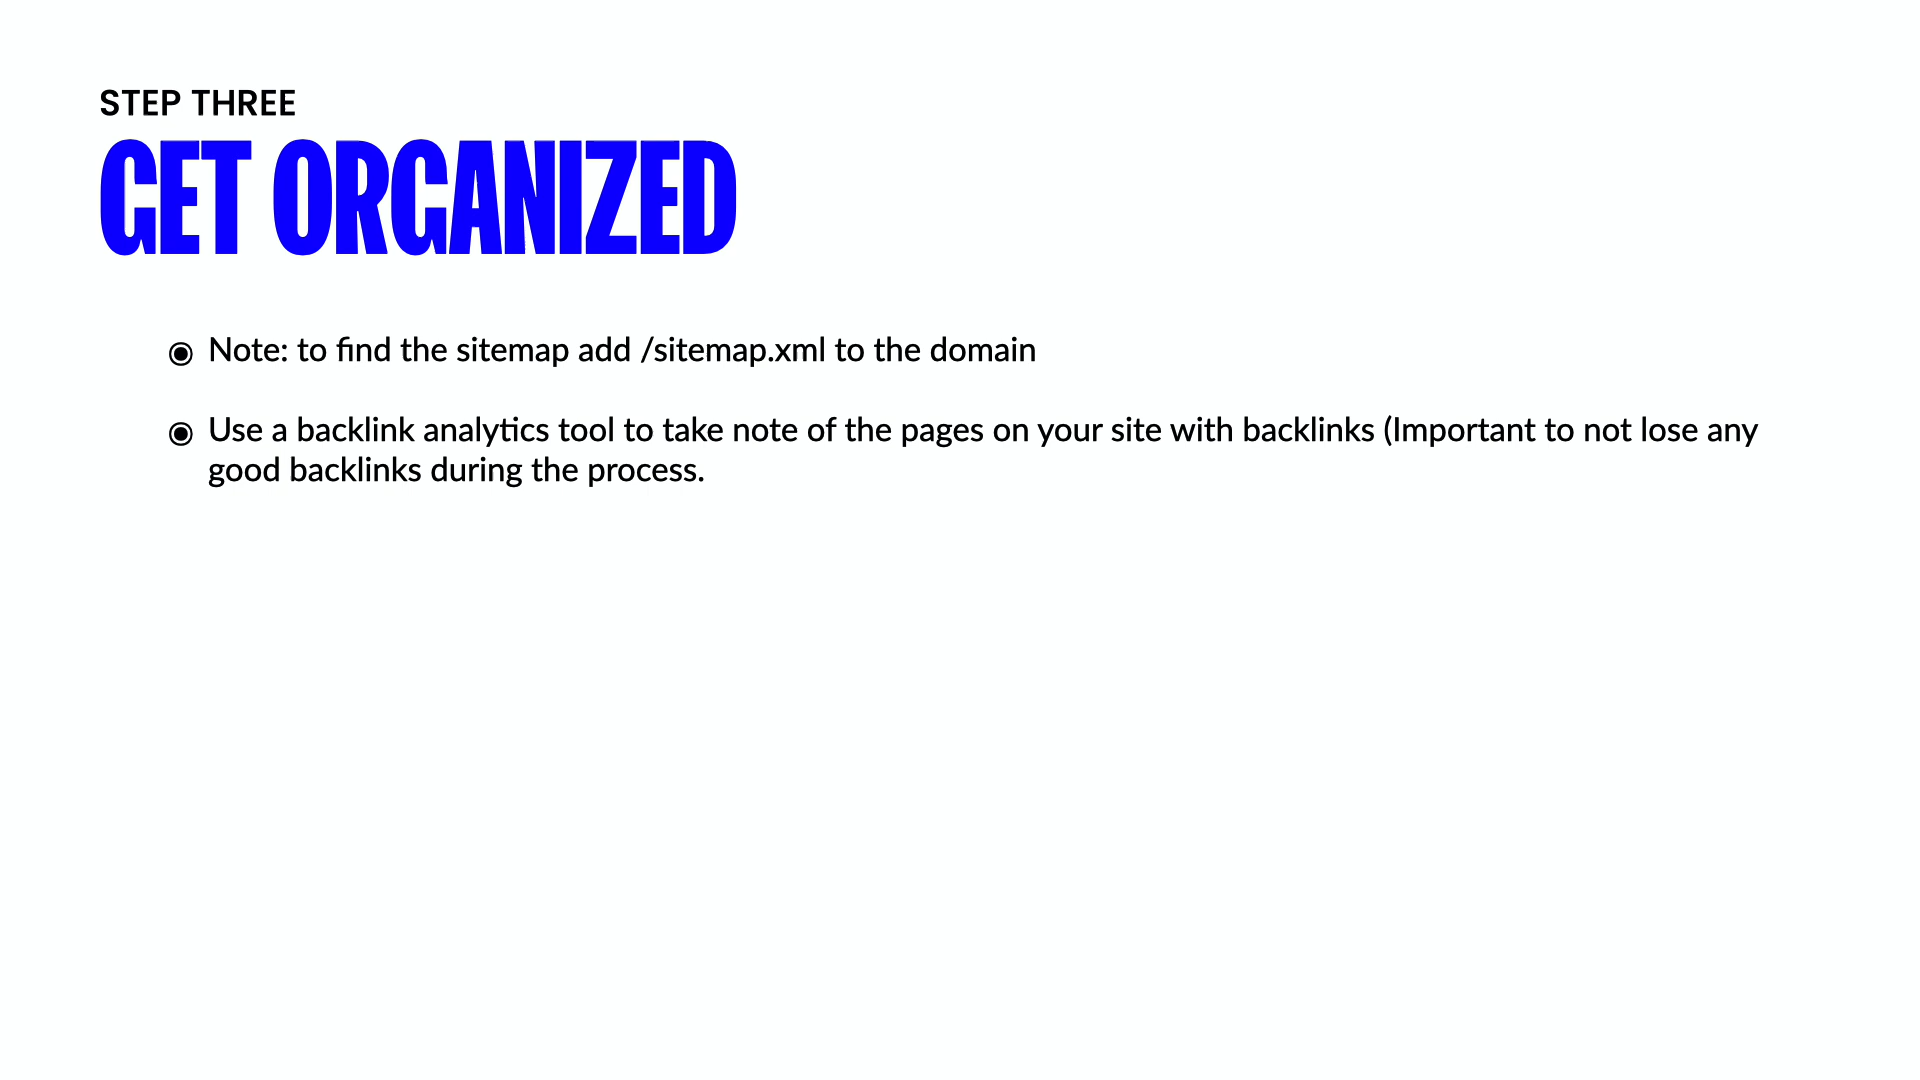 STEP THREE
GET ORGANIZED
◉ Note: to find the sitemap add /sitemap.xml to the domain
◉ Use a backlink analytics tool to take note of the pages on your site with backlinks (Important to not lose any
good backlinks during the process.